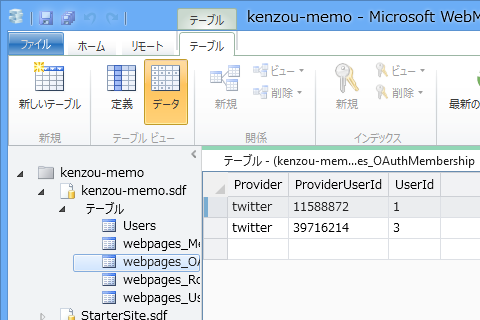 テーブル
kenzou-memo - Microsoft WebM
ファイル ホーム リモート テーブル
新しいテーブル 定義 データ 新規 ビュー 削除 新規 ビュー 削除 最新の
新規 テーブル ビュー 関係 インデックス
テーブル - (kenzou-mem...es_OAuthMembership
kenzou-memo
kenzou-memo.sdf
テーブル
Users
webpages_Me
webpages_OA
webpages_Ro
webpages_Us
StarterSite.sdf
Provider ProviderUserId UserId
twitter 11588872 1
twitter 39716214 3